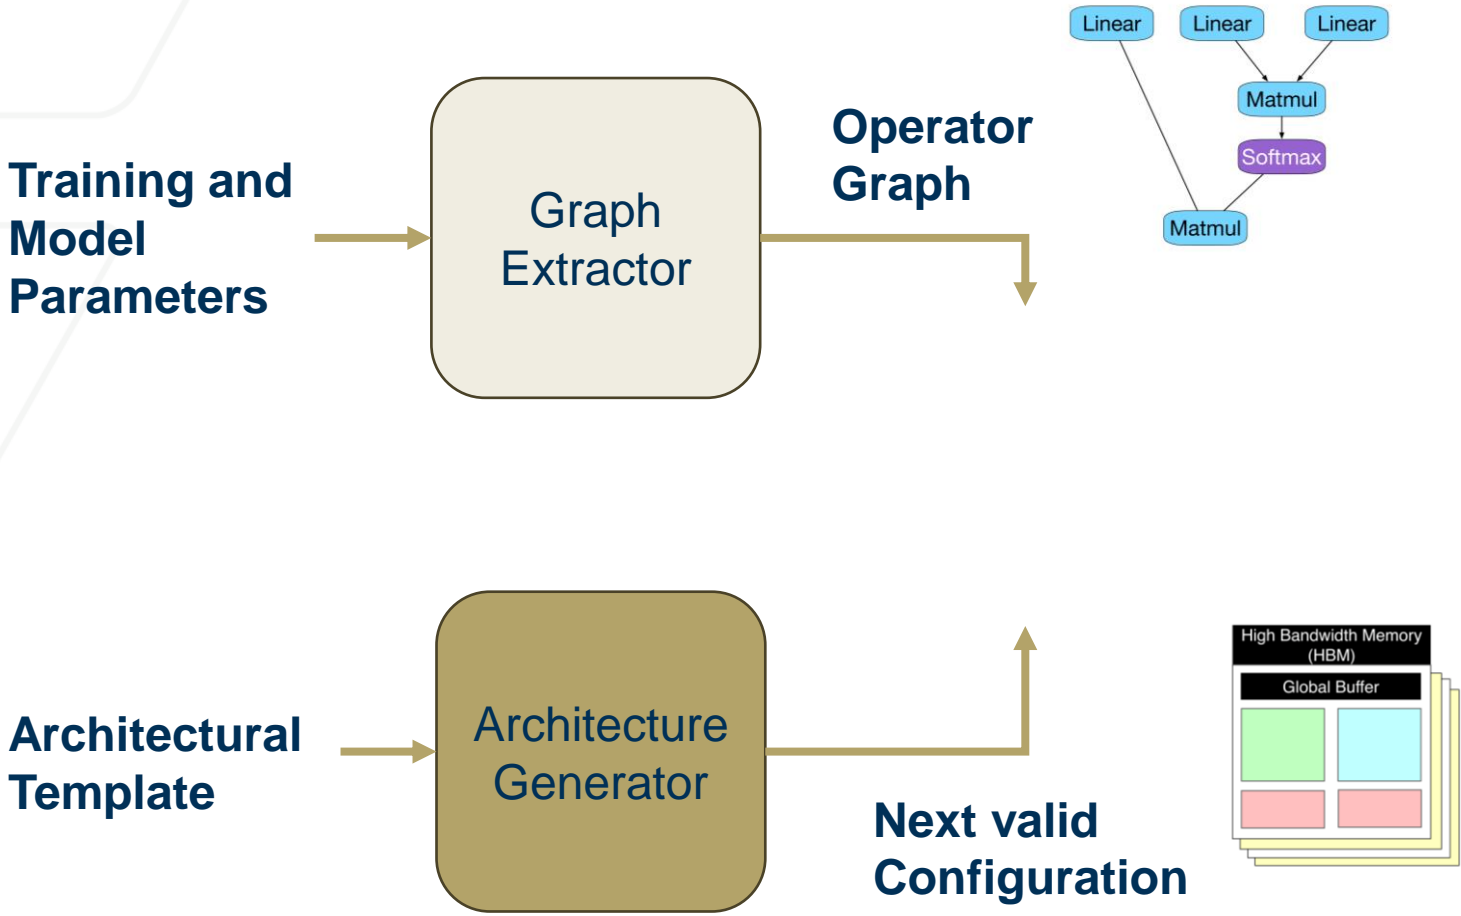 Training and
Model
Parameters
Graph
Extractor
Operator
Graph
Linear
Linear
Linear
Matmul
Softmax
Matmul
Architectural
Template
Architecture
Generator
Next valid
Configuration
High Bandwidth Memory
(HBM)
Global Buffer